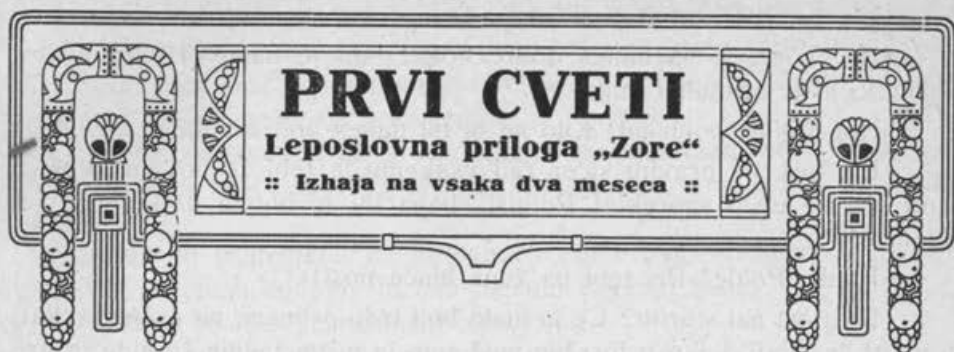 PRVI CVETI
Leposlovna priloga „Zore“
:: Izhaja na vsaka dva meseca ::